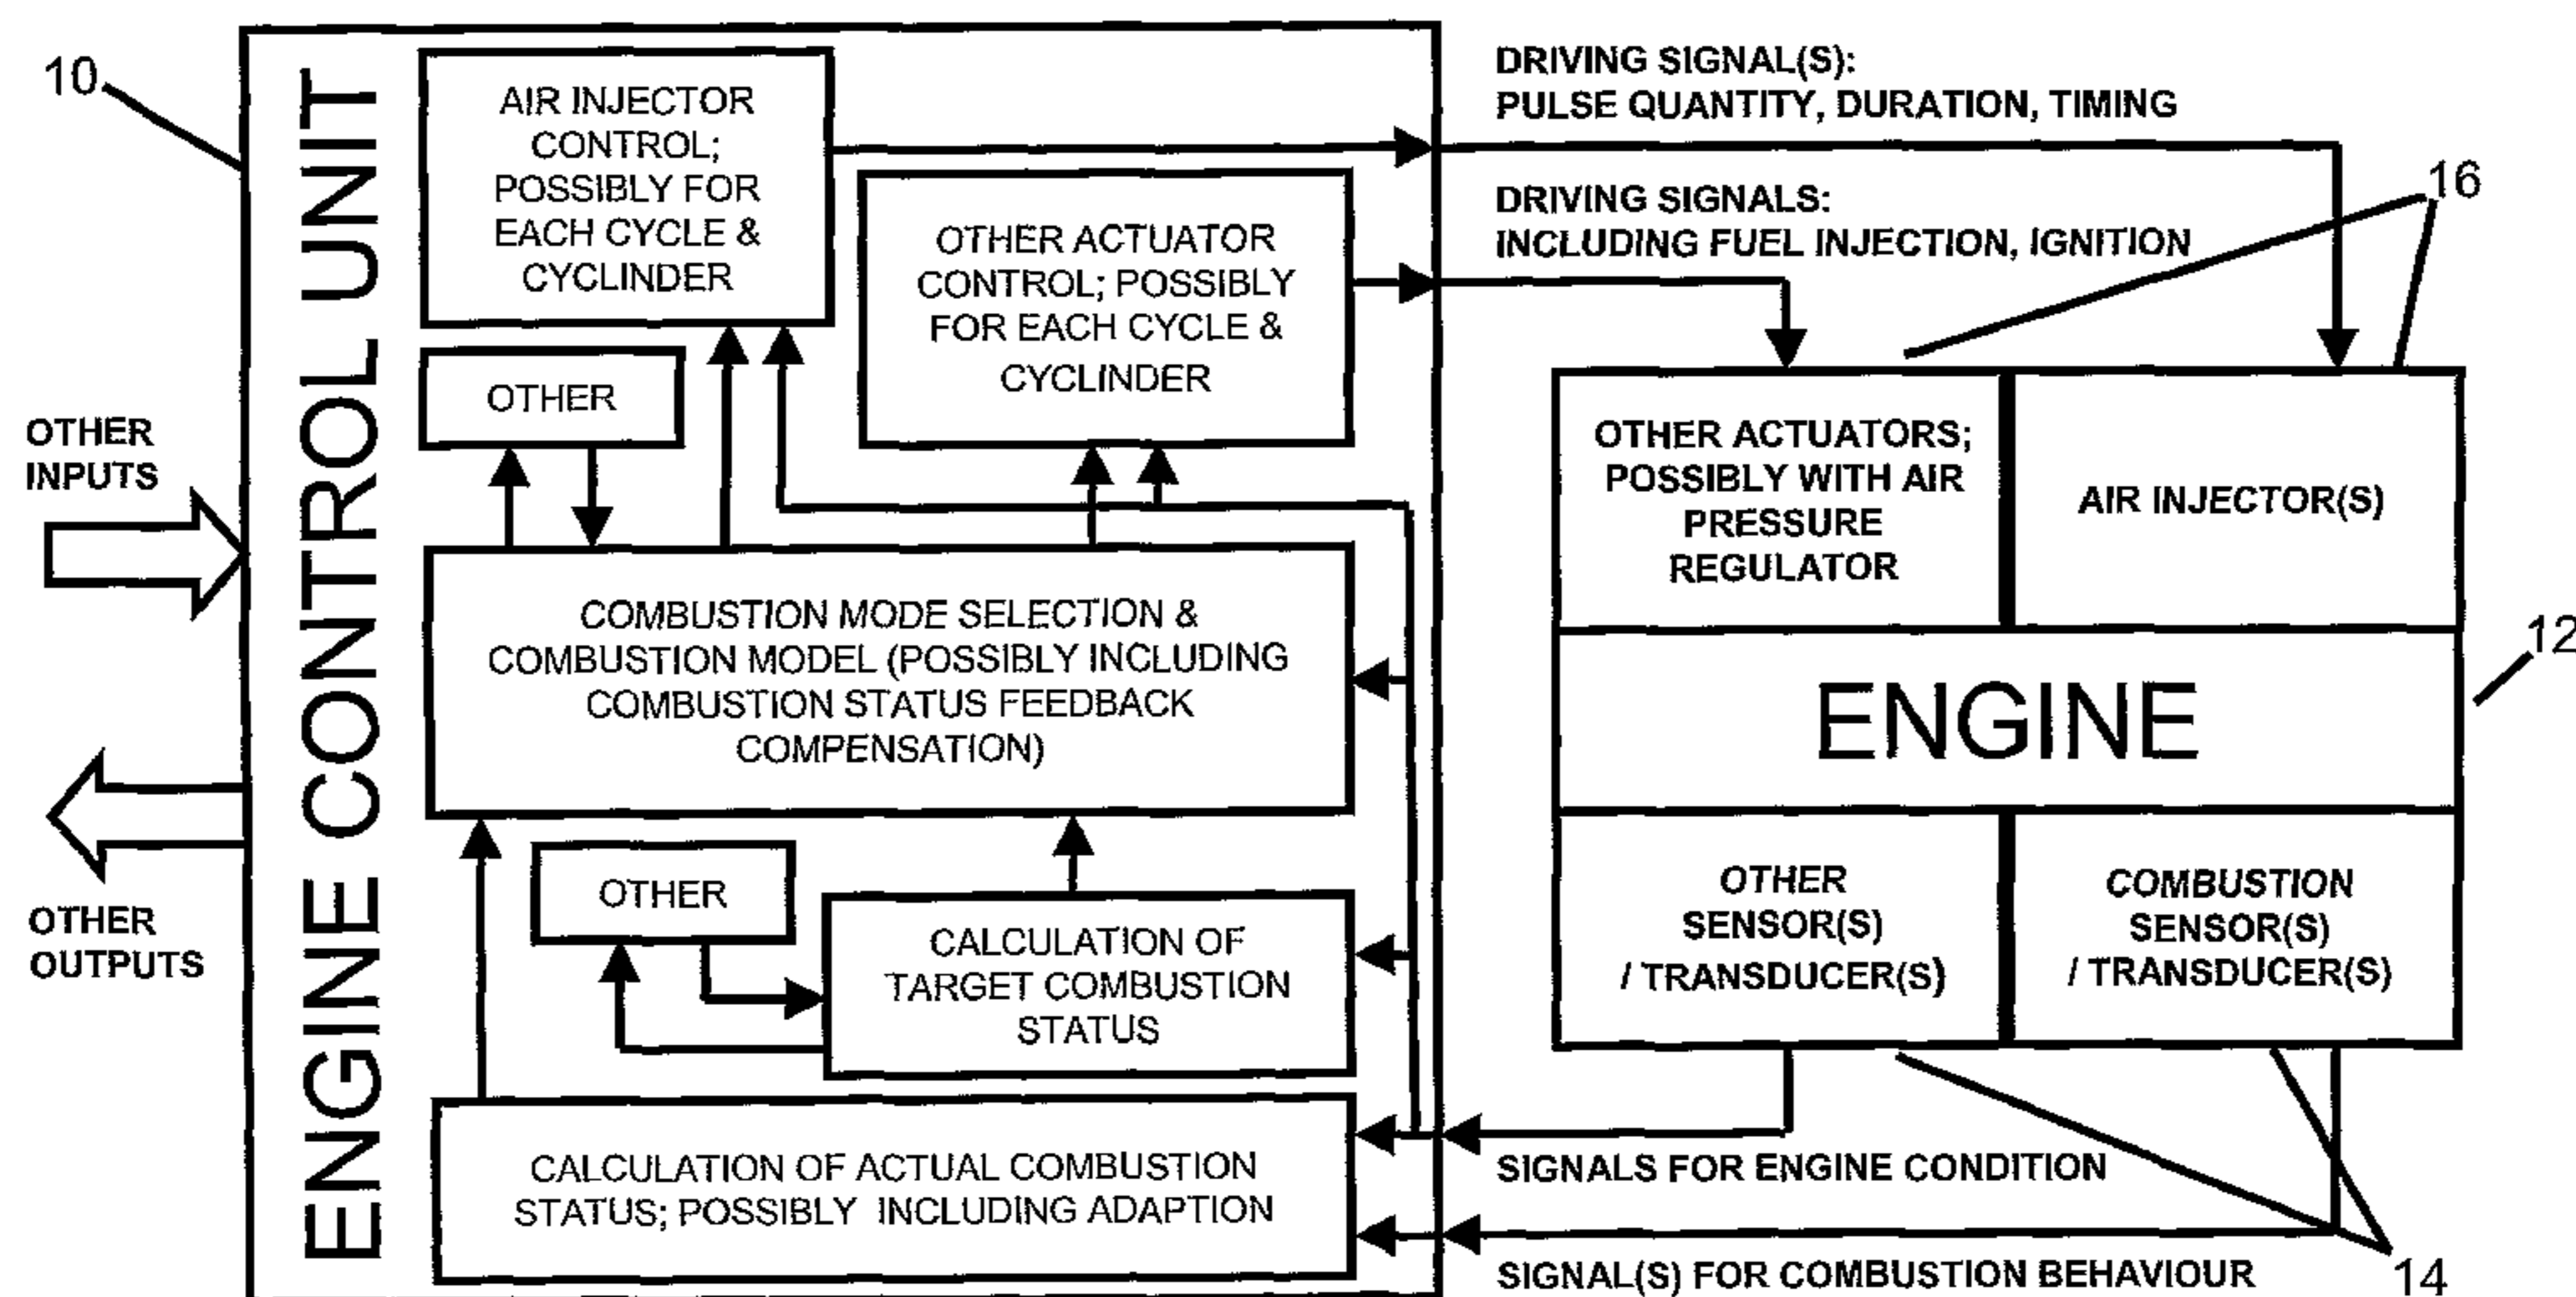 10
ENGINE CONTROL UNIT
OTHER
INPUTS
OTHER
OUTPUTS
AIR INJECTOR
CONTROL;
POSSIBLY FOR
EACH CYCLE &
CYCLINDER
OTHER ACTUATOR
CONTROL; POSSIBLY
FOR EACH CYCLE &
CYCLINDER
OTHER
COMBUSTION MODE SELECTION &
COMBUSTION MODEL (POSSIBLY INCLUDING
COMBUSTION STATUS FEEDBACK
COMPENSATION)
OTHER
CALCULATION OF
TARGET COMBUSTION
STATUS
CALCULATION OF ACTUAL COMBUSTION
STATUS; POSSIBLY INCLUDING ADAPTION
DRIVING SIGNAL(S):
PULSE QUANTITY, DURATION, TIMING
DRIVING SIGNALS:
INCLUDING FUEL INJECTION, IGNITION
16
OTHER ACTUATORS;
POSSIBLY WITH AIR
PRESSURE
REGULATOR
AIR INJECTOR(S)
12
ENGINE
OTHER
SENSOR(S)
/ TRANSDUCER(S)
COMBUSTION
SENSOR(S)
/ TRANSDUCER(S)
SIGNALS FOR ENGINE CONDITION
SIGNAL(S) FOR COMBUSTION BEHAVIOUR
14